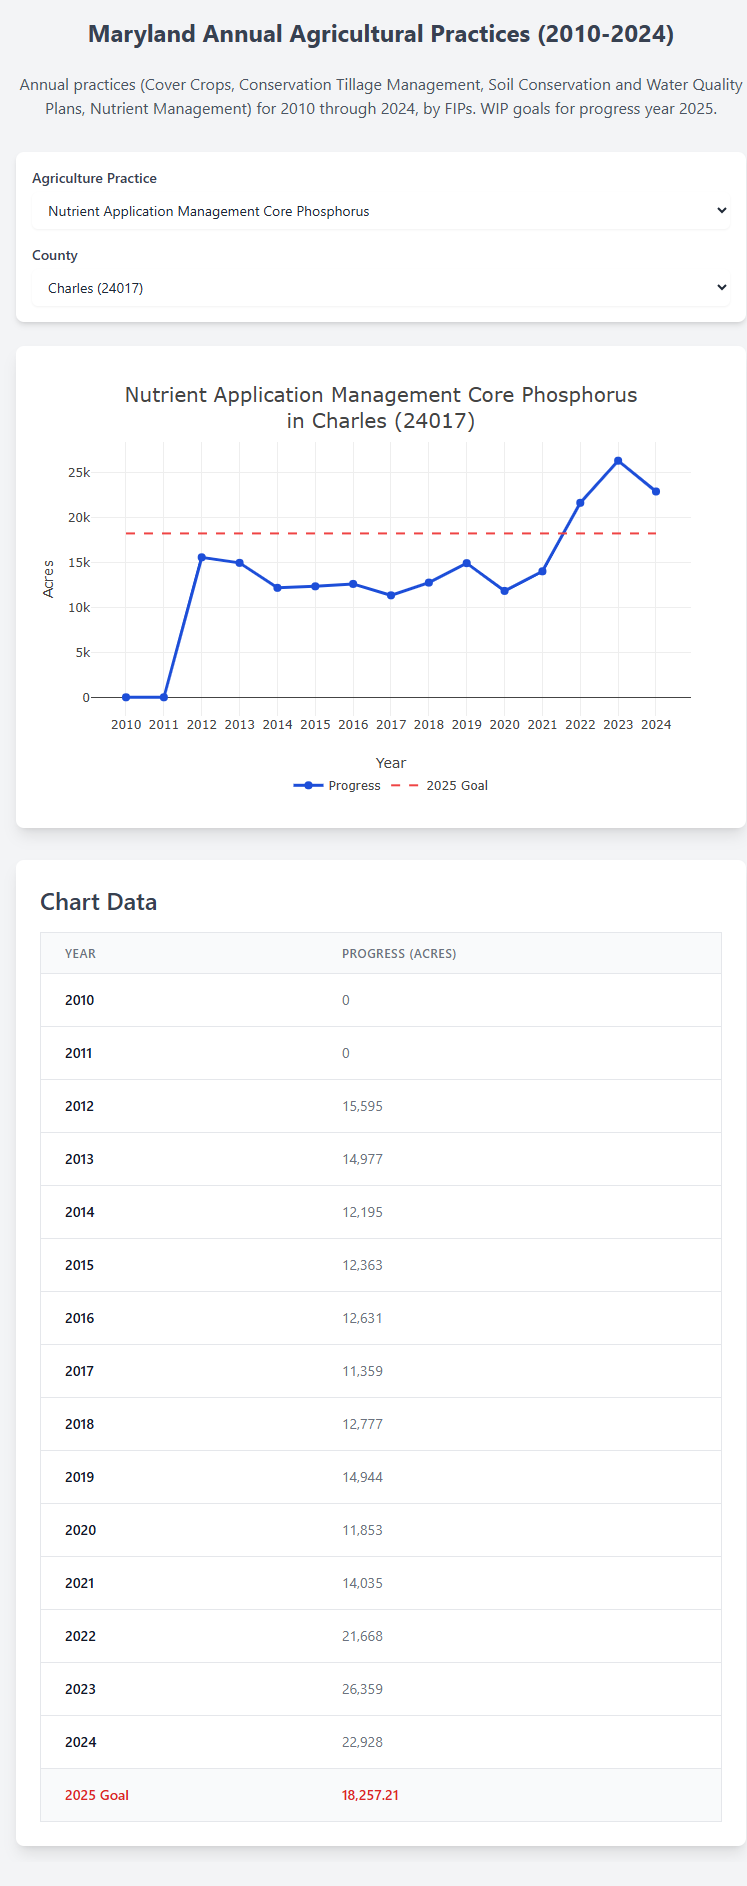 Maryland Annual Agricultural Practices (2010-2024)
Annual practices (Cover Crops, Conservation Tillage Management, Soil Conservation and Water Quality
Plans, Nutrient Management) for 2010 through 2024, by FIPs. WIP goals for progress year 2025.
Agriculture Practice
Nutrient Application Management Core Phosphorus
County
Charles (24017)
Nutrient Application Management Core Phosphorus
in Charles (24017)
25k
20k
15k
10k
5k
0
Acres
2010 2011 2012 2013 2014 2015 2016 2017 2018 2019 2020 2021 2022 2023 2024
Year
Progress 2025 Goal
Chart Data
YEAR PROGRESS (ACRES)
2010 0
2011 0
2012 15,595
2013 14,977
2014 12,195
2015 12,363
2016 12,631
2017 11,359
2018 12,777
2019 14,944
2020 11,853
2021 14,035
2022 21,668
2023 26,359
2024 22,928
2025 Goal 18,257.21